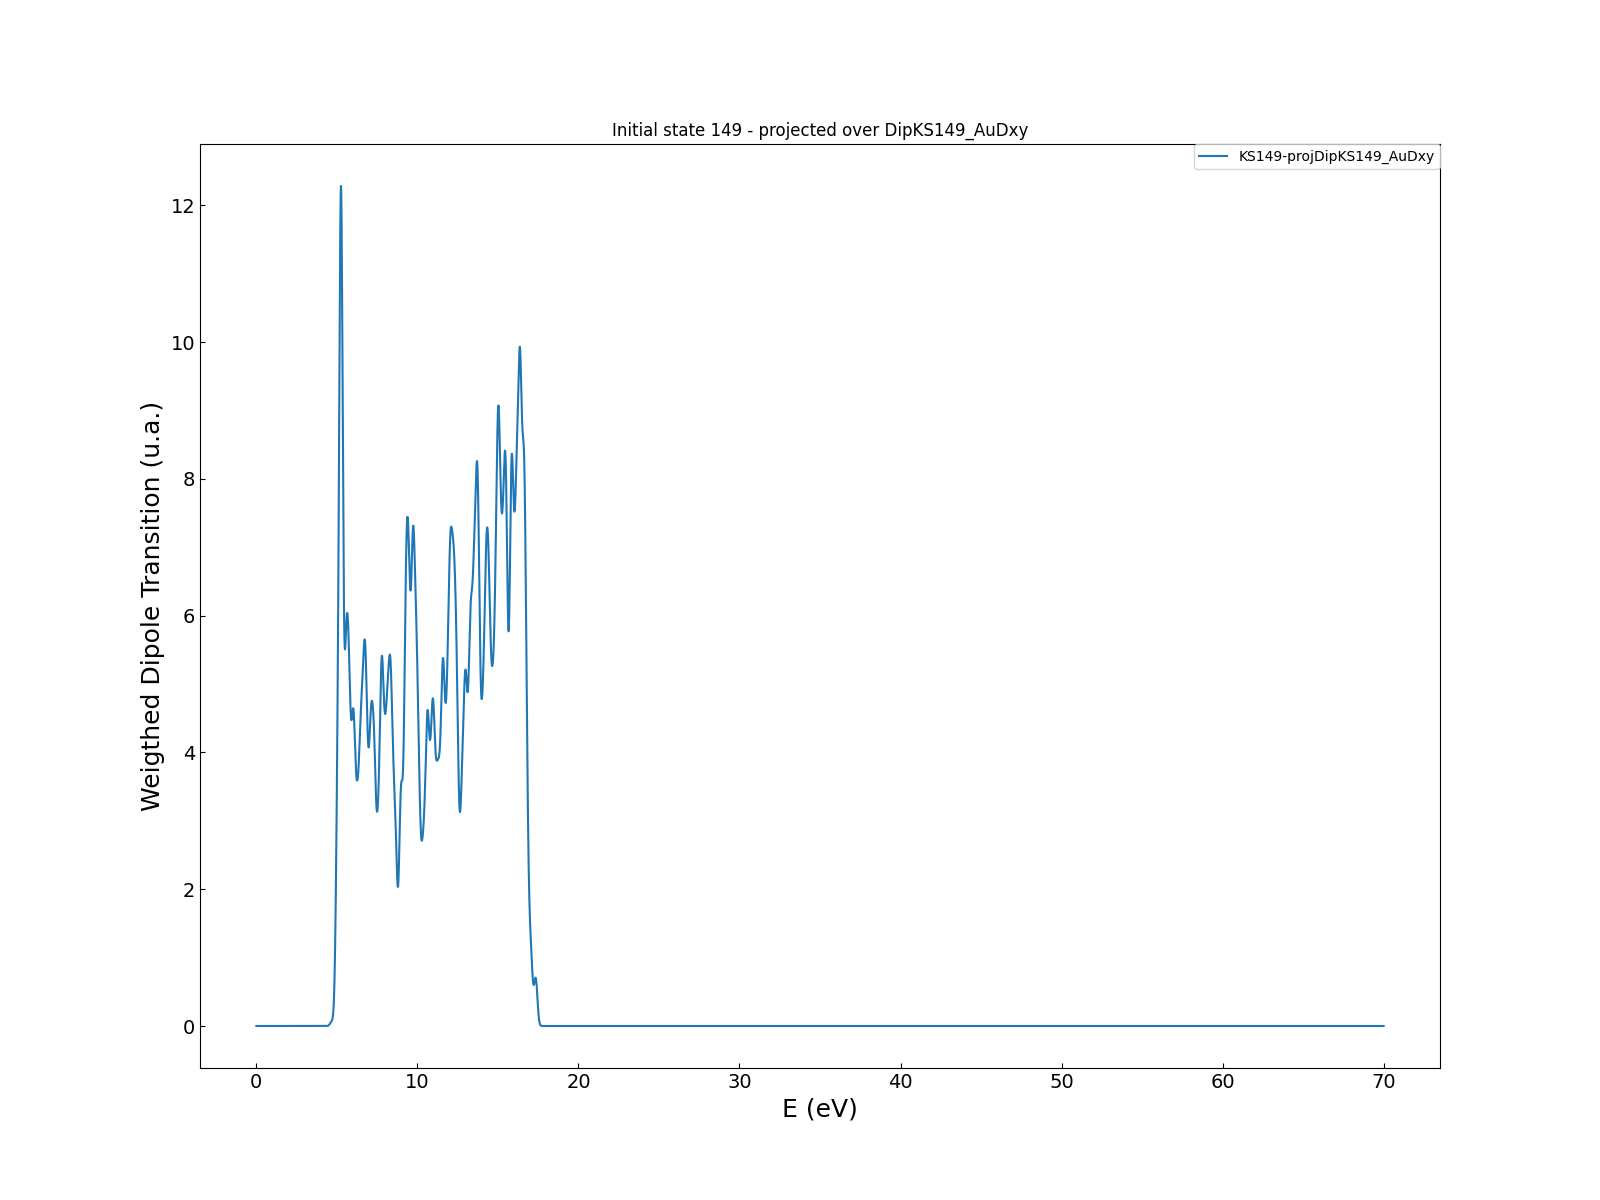 Initial state 149 - projected over DipKS149_AuDxy
KS149-projDipKS149_AuDxy
Weigthed Dipole Transition (u.a.)
12
10
8
6
4
2
0
0 10 20 30 40 50 60 70
E (eV)